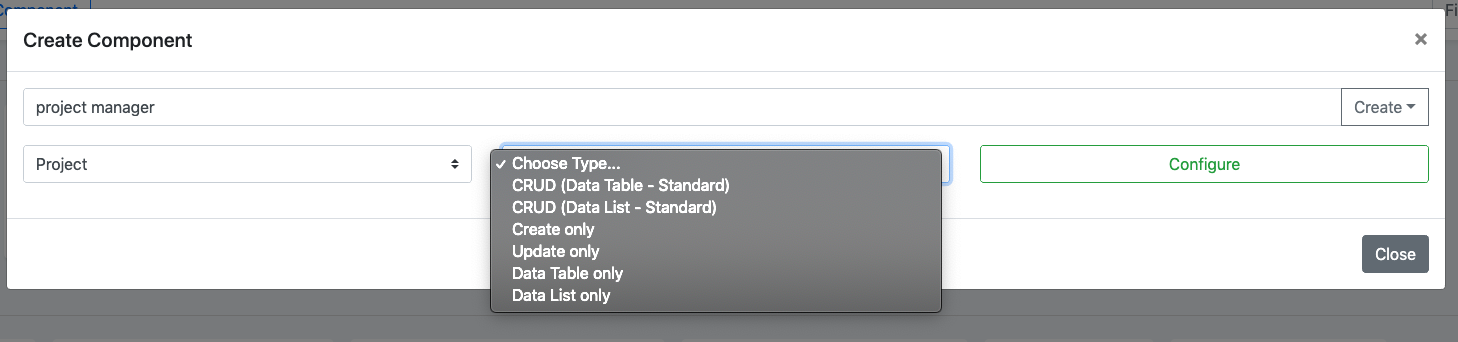 Component
Fi
Create Component
×
project manager
Create
Project
✓ Choose Type...
CRUD (Data Table - Standard)
CRUD (Data List - Standard)
Create only
Update only
Data Table only
Data List only
Configure
Close